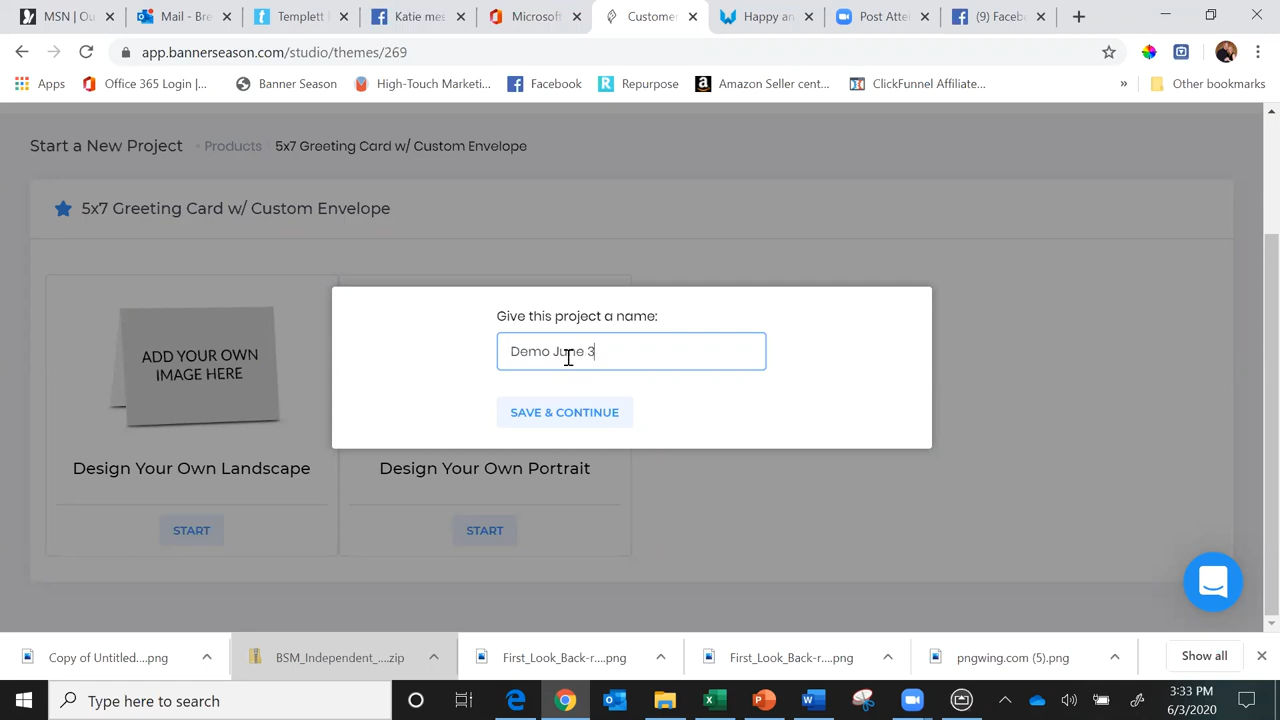 MSN | Ou
Mail - Bre
Templett
Katie mes
Microsoft
Customer
Happy an
Post Atte
(9) Faceb
app.bannerseason.com/studio/themes/269
Apps
Office 365 Login |...
Banner Season
High-Touch Marketi...
Facebook
Repurpose
Amazon Seller cent...
ClickFunnel Affiliate...
»
Other bookmarks
Start a New Project
Products
5x7 Greeting Card w/ Custom Envelope
5x7 Greeting Card w/ Custom Envelope
Give this project a name:
Demo June 3
SAVE & CONTINUE
ADD YOUR OWN
IMAGE HERE
Design Your Own Landscape
Design Your Own Portrait
START
START
Copy of Untitled....png
BSM_Independent_....zip
First_Look_Back-r....png
First_Look_Back-r....png
pngwing.com (5).png
Show all
Type here to search
3:33 PM
6/3/2020